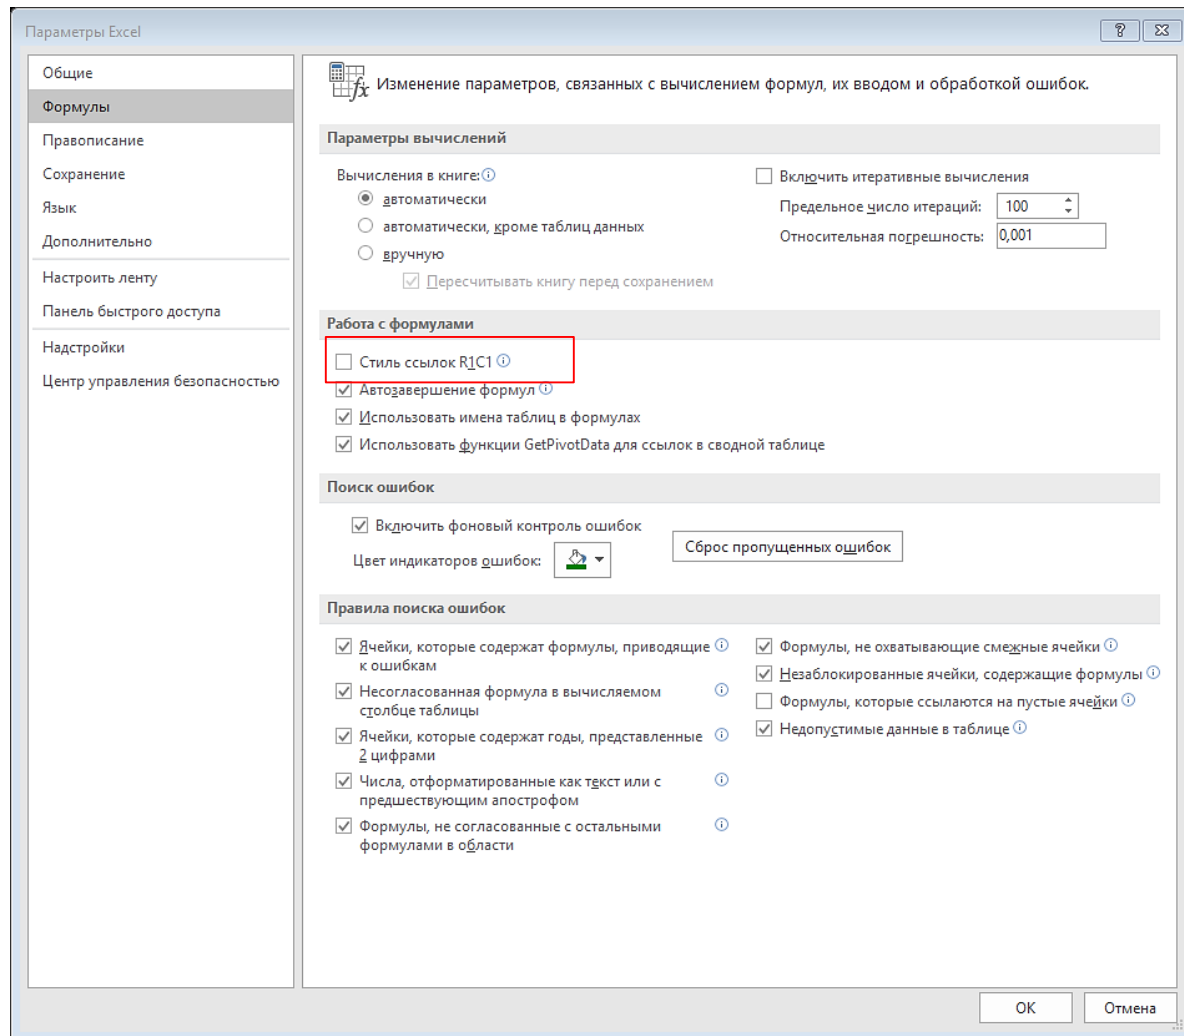 Параметры Excel
Общие
Формулы
Правописание
Сохранение
Язык
Дополнительно
Настроить ленту
Панель быстрого доступа
Надстройки
Центр управления безопасностью
Изменение параметров, связанных с вычислением формул, их вводом и обработкой ошибок.
Параметры вычислений
Вычисления в книге:
автоматически
автоматически, кроме таблиц данных
вручную
Пересчитывать книгу перед сохранением
Включить итеративные вычисления
Предельное число итераций: 100
Относительная погрешность: 0,001
Работа с формулами
Стиль ссылок R1C1
Автозавершение формул
Использовать имена таблиц в формулах
Использовать функции GetPivotData для ссылок в сводной таблице
Поиск ошибок
Включить фоновый контроль ошибок
Цвет индикаторов ошибок:
Сброс пропущенных ошибок
Правила поиска ошибок
Ячейки, которые содержат формулы, приводящие
к ошибкам
Несогласованная формула в вычисляемом
столбце таблицы
Ячейки, которые содержат годы, представленные
2 цифрами
Числа, отформатированные как текст или с
предшествующим апострофом
Формулы, не согласованные с остальными
формулами в области
Формулы, не охватывающие смежные ячейки
Незаблокированные ячейки, содержащие формулы
Формулы, которые ссылаются на пустые ячейки
Недопустимые данные в таблице
ОК
Отмена